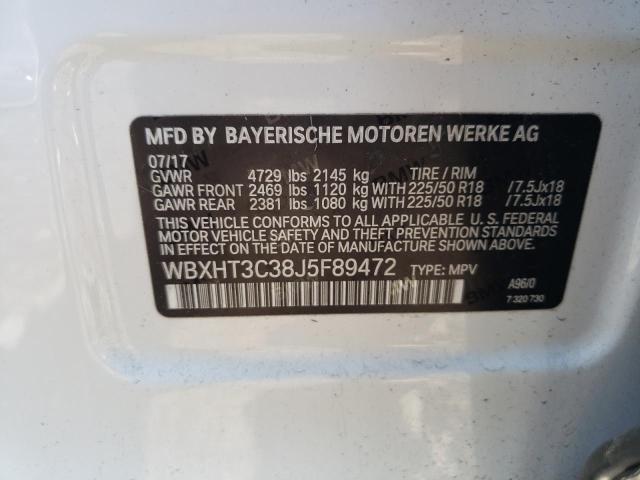 MFD BY BAYERISCHE MOTOREN WERKE AG
07/17
GVWR 4729 lbs 2145 kg TIRE / RIM
GAWR FRONT 2469 lbs 1120 kg WITH 225/50 R18 /7.5Jx18
GAWR REAR 2381 lbs 1080 kg WITH 225/50 R18 /7.5Jx18
THIS VEHICLE CONFORMS TO ALL APPLICABLE U. S. FEDERAL
MOTOR VEHICLE SAFETY AND THEFT PREVENTION STANDARDS
IN EFFECT ON THE DATE OF MANUFACTURE SHOWN ABOVE.
WBXHT3C38J5F89472 TYPE: MPV
A96/0
7 320 730